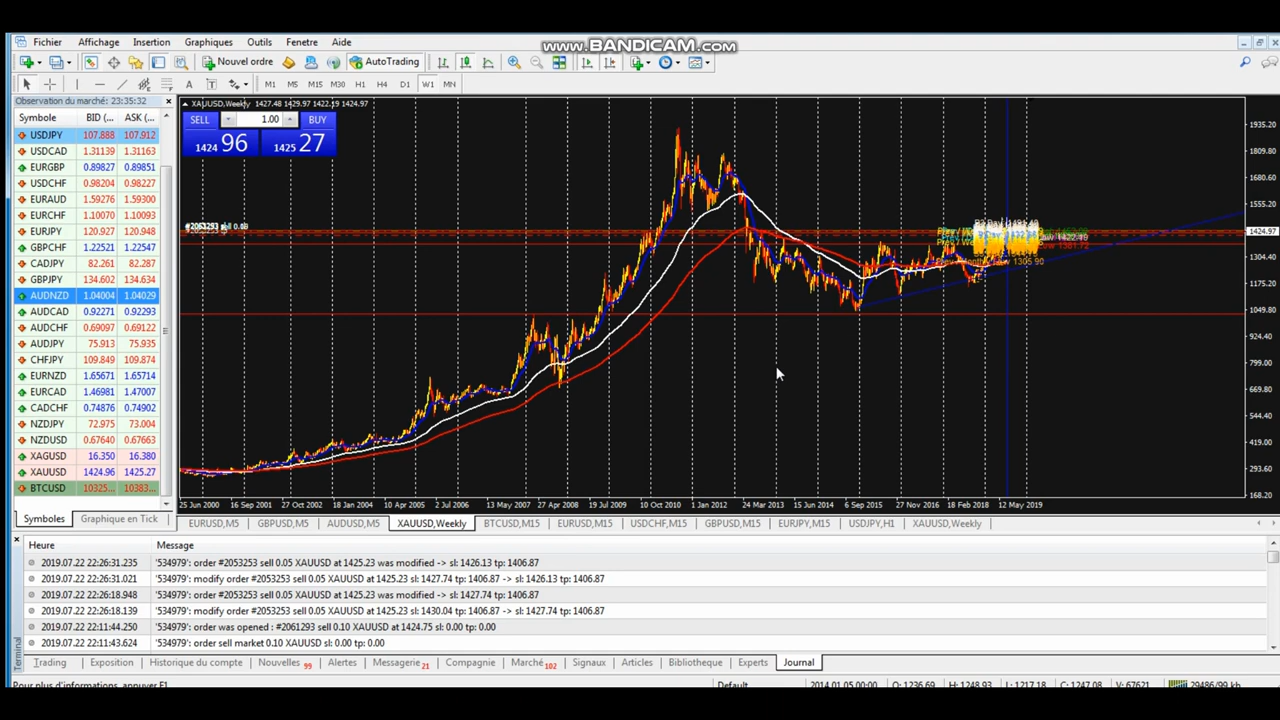 www.BANDICAM.com
Fichier Affichage Insertion Graphiques Outils Fenetre Aide
Nouvel ordre AutoTrading
A T M1 M5 M15 M30 H1 H4 D1 W1 MN
Observation du marché: 23:35:32
Symbole BID (... ASK (...
USDJPY 107.888 107.912
USDCAD 1.31139 1.31163
EURGBP 0.89827 0.89851
USDCHF 0.98204 0.98227
EURAUD 1.59276 1.59300
EURCHF 1.10070 1.10093
EURJPY 120.927 120.948
GBPCHF 1.22521 1.22547
CADJPY 82.261 82.287
GBPJPY 134.602 134.634
AUDNZD 1.04004 1.04029
AUDCAD 0.92271 0.92293
AUDCHF 0.69097 0.69122
AUDJPY 75.913 75.935
CHFJPY 109.849 109.874
EURNZD 1.65671 1.65714
EURCAD 1.46981 1.47007
CADCHF 0.74876 0.74902
NZDJPY 72.975 73.004
NZDUSD 0.67640 0.67663
XAGUSD 16.350 16.380
XAUUSD 1424.96 1425.27
BTCUSD 10325... 10383...
Symboles Graphique en Tick
XAUUSD,Weekly 1427.48 1429.97 1422.19 1424.97
SELL 1.00 BUY
1424 96 1425 27
1935.20
1809.80
1680.60
1555.20
1424.97
1304.40
1175.20
1049.80
924.40
799.00
669.80
544.40
419.00
293.60
168.20
25 Jun 2000 16 Sep 2001 27 Oct 2002 18 Jan 2004 10 Apr 2005 2 Jul 2006 13 May 2007 27 Apr 2008 19 Jul 2009 10 Oct 2010 1 Jan 2012 24 Mar 2013 15 Jun 2014 6 Sep 2015 27 Nov 2016 18 Feb 2018 12 May 2019
EURUSD,M5 GBPUSD,M5 AUDUSD,M5 XAUUSD,Weekly BTCUSD,M15 EURUSD,M15 USDCHF,M15 GBPUSD,M15 EURJPY,M15 USDJPY,H1 XAUUSD,Weekly
Heure Message
2019.07.22 22:26:31.235 '534979': order #2053253 sell 0.05 XAUUSD at 1425.23 was modified -> sl: 1426.13 tp: 1406.87
2019.07.22 22:26:31.021 '534979': modify order #2053253 sell 0.05 XAUUSD at 1425.23 sl: 1427.74 tp: 1406.87 -> sl: 1426.13 tp: 1406.87
2019.07.22 22:26:18.948 '534979': order #2053253 sell 0.05 XAUUSD at 1425.23 was modified -> sl: 1427.74 tp: 1406.87
2019.07.22 22:26:18.139 '534979': modify order #2053253 sell 0.05 XAUUSD at 1425.23 sl: 1430.04 tp: 1406.87 -> sl: 1427.74 tp: 1406.87
2019.07.22 22:11:44.250 '534979': order was opened : #2061293 sell 0.10 XAUUSD at 1424.75 sl: 0.00 tp: 0.00
2019.07.22 22:11:43.624 '534979': order sell market 0.10 XAUUSD sl: 0.00 tp: 0.00
Terminal
Trading Exposition Historique du compte Nouvelles 99 Alertes Messagerie 21 Compagnie Marché 102 Signaux Articles Bibliotheque Experts Journal
Pour plus d'informations, appuyer F1 Default 2014.01.05 00:00 O: 1236.69 H: 1248.93 L: 1217.18 C: 1247.08 V: 67621 29486/99 kb